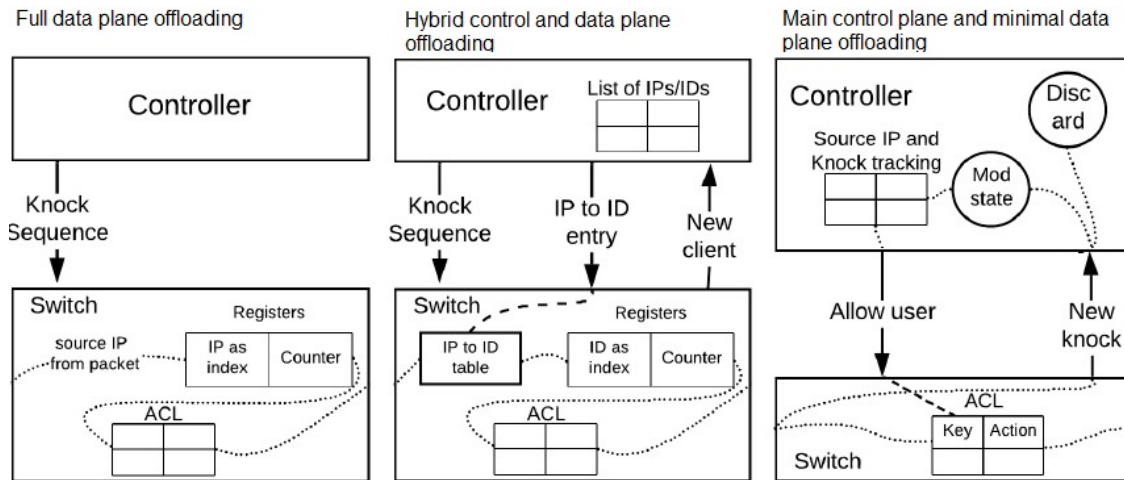 Full data plane offloading
Controller
Knock
Sequence
Switch
Registers
source IP
from packet
IP as
index
Counter
ACL
Hybrid control and data plane
offloading
Controller
List of IPs/IDs
Knock
Sequence
IP to ID
entry
New
client
Switch
Registers
IP to ID
table
ID as
index
Counter
ACL
Main control plane and minimal data
plane offloading
Controller
Disc
ard
Source IP and
Knock tracking
Mod
state
Allow user
New
knock
ACL
Key
Action
Switch